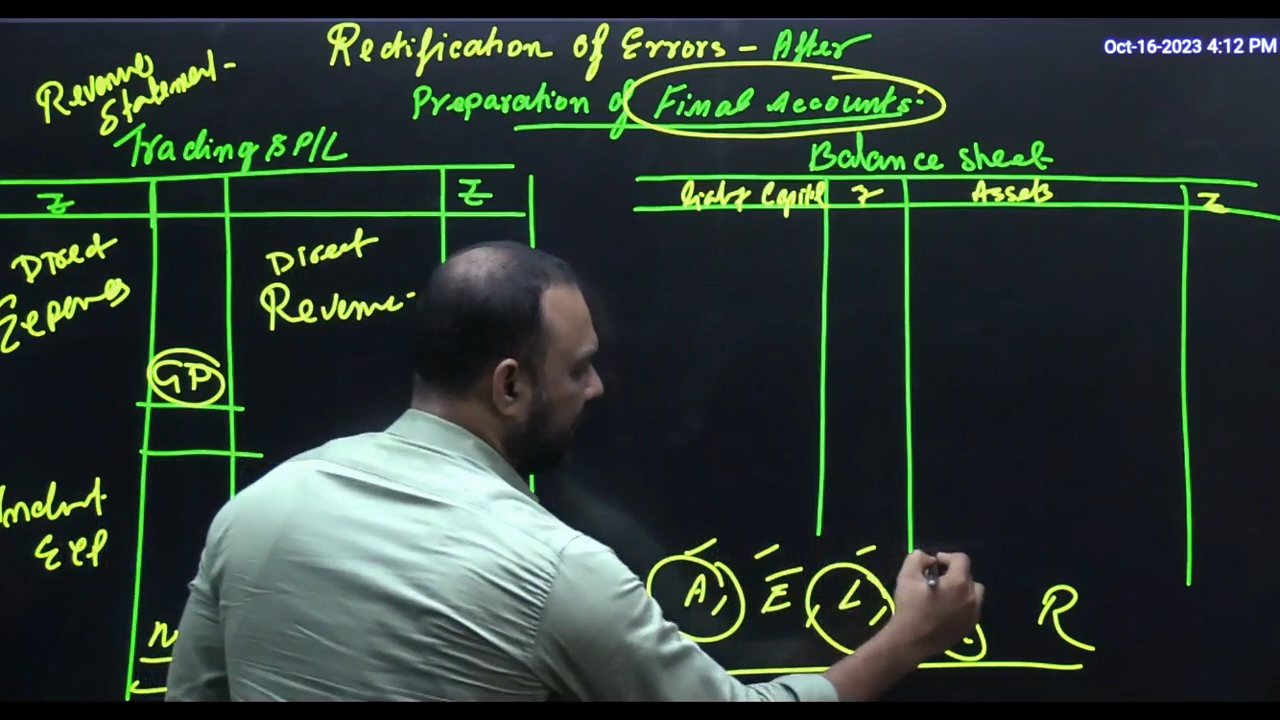 Rectification of Errors - After
Oct-16-2023 4:12 PM
Revenue
Statement -
Preparation of Final Accounts.
Trading & P/L
Balance sheet
Capital
Assets
Direct
Expenses
Direct
Revenue -
GP
Exp
A, E L, R